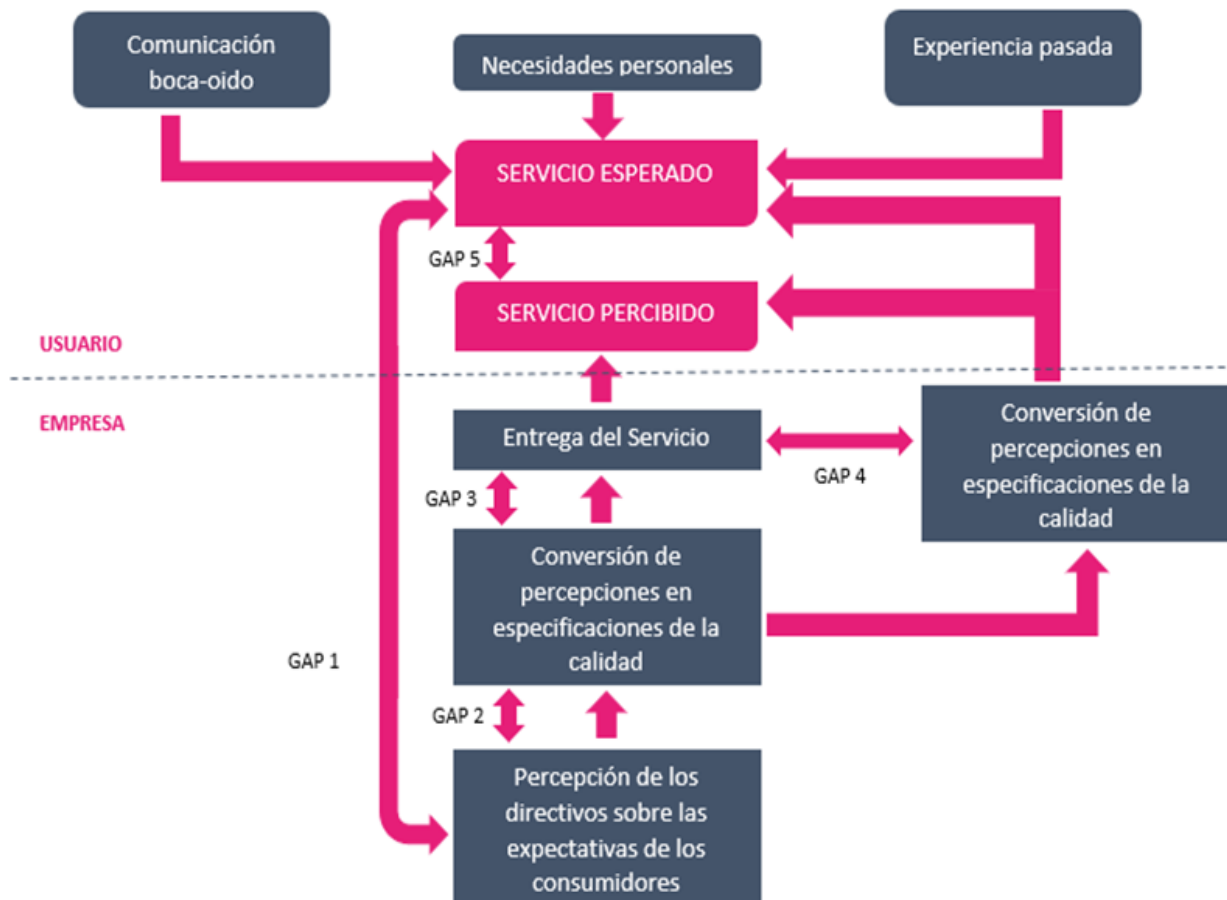 Comunicación
boca-oido
Necesidades personales
Experiencia pasada
SERVICIO ESPERADO
GAP 5
SERVICIO PERCIBIDO
USUARIO
EMPRESA
Entrega del Servicio
GAP 4
Conversión de
percepciones en
especificaciones de la
calidad
GAP 3
Conversión de
percepciones en
especificaciones de la
calidad
GAP 1
GAP 2
Percepción de los
directivos sobre las
expectativas de los
consumidores